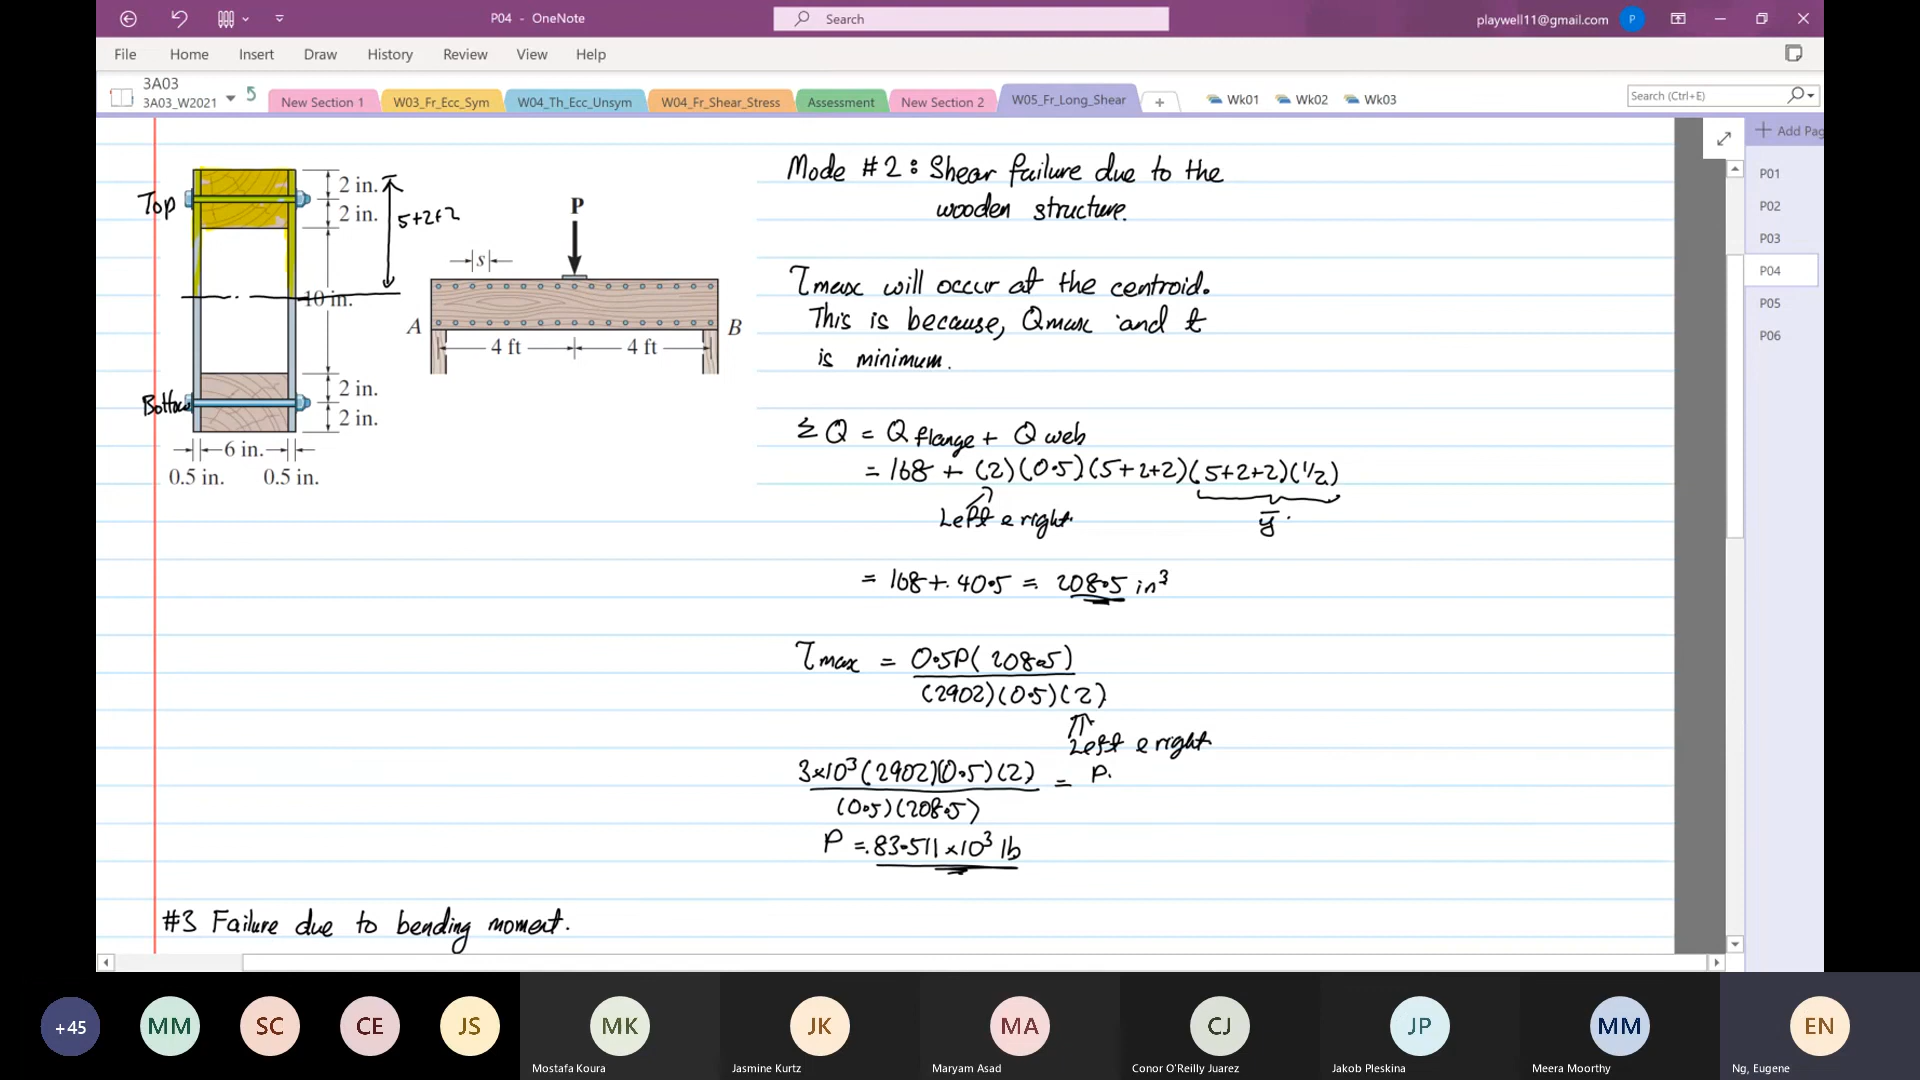 P04 - OneNote
Search
playwell11@gmail.com
P
File
Home
Insert
Draw
History
Review
View
Help
3A03
3A03_W2021
New Section 1
W03_Fr_Ecc_Sym
W04_Th_Ecc_Unsym
W04_Fr_Shear_Stress
Assessment
New Section 2
W05_Fr_Long_Shear
+
Wk01
Wk02
Wk03
Search (Ctrl+E)
Add Pag
P01
P02
P03
P04
P05
P06
Top
2 in.
2 in.
5+2+2
10 in.
Bottom
2 in.
2 in.
6 in.
0.5 in.
0.5 in.
P
s
A
B
4 ft
4 ft
Mode #2: Shear failure due to the
wooden structure.
τmax will occur at the centroid.
This is because, Qmax and t
is minimum.
ΣQ = Q flange + Q web
= 168 + (2)(0.5)(5+2+2)(5+2+2)(1/2)
Left & right.
ȳ
= 168 + 40.5 = 208.5 in³
τmax = 0.5P(208.5)
(2902)(0.5)(2)
Left & right
3×10³(2902)(0.5)(2) = P.
(0.5)(208.5)
P = 83.511×10³ lb
#3 Failure due to bending moment.
+45
MM
SC
CE
JS
MK
Mostafa Koura
JK
Jasmine Kurtz
MA
Maryam Asad
CJ
Conor O'Reilly Juarez
JP
Jakob Pleskina
MM
Meera Moorthy
EN
Ng, Eugene